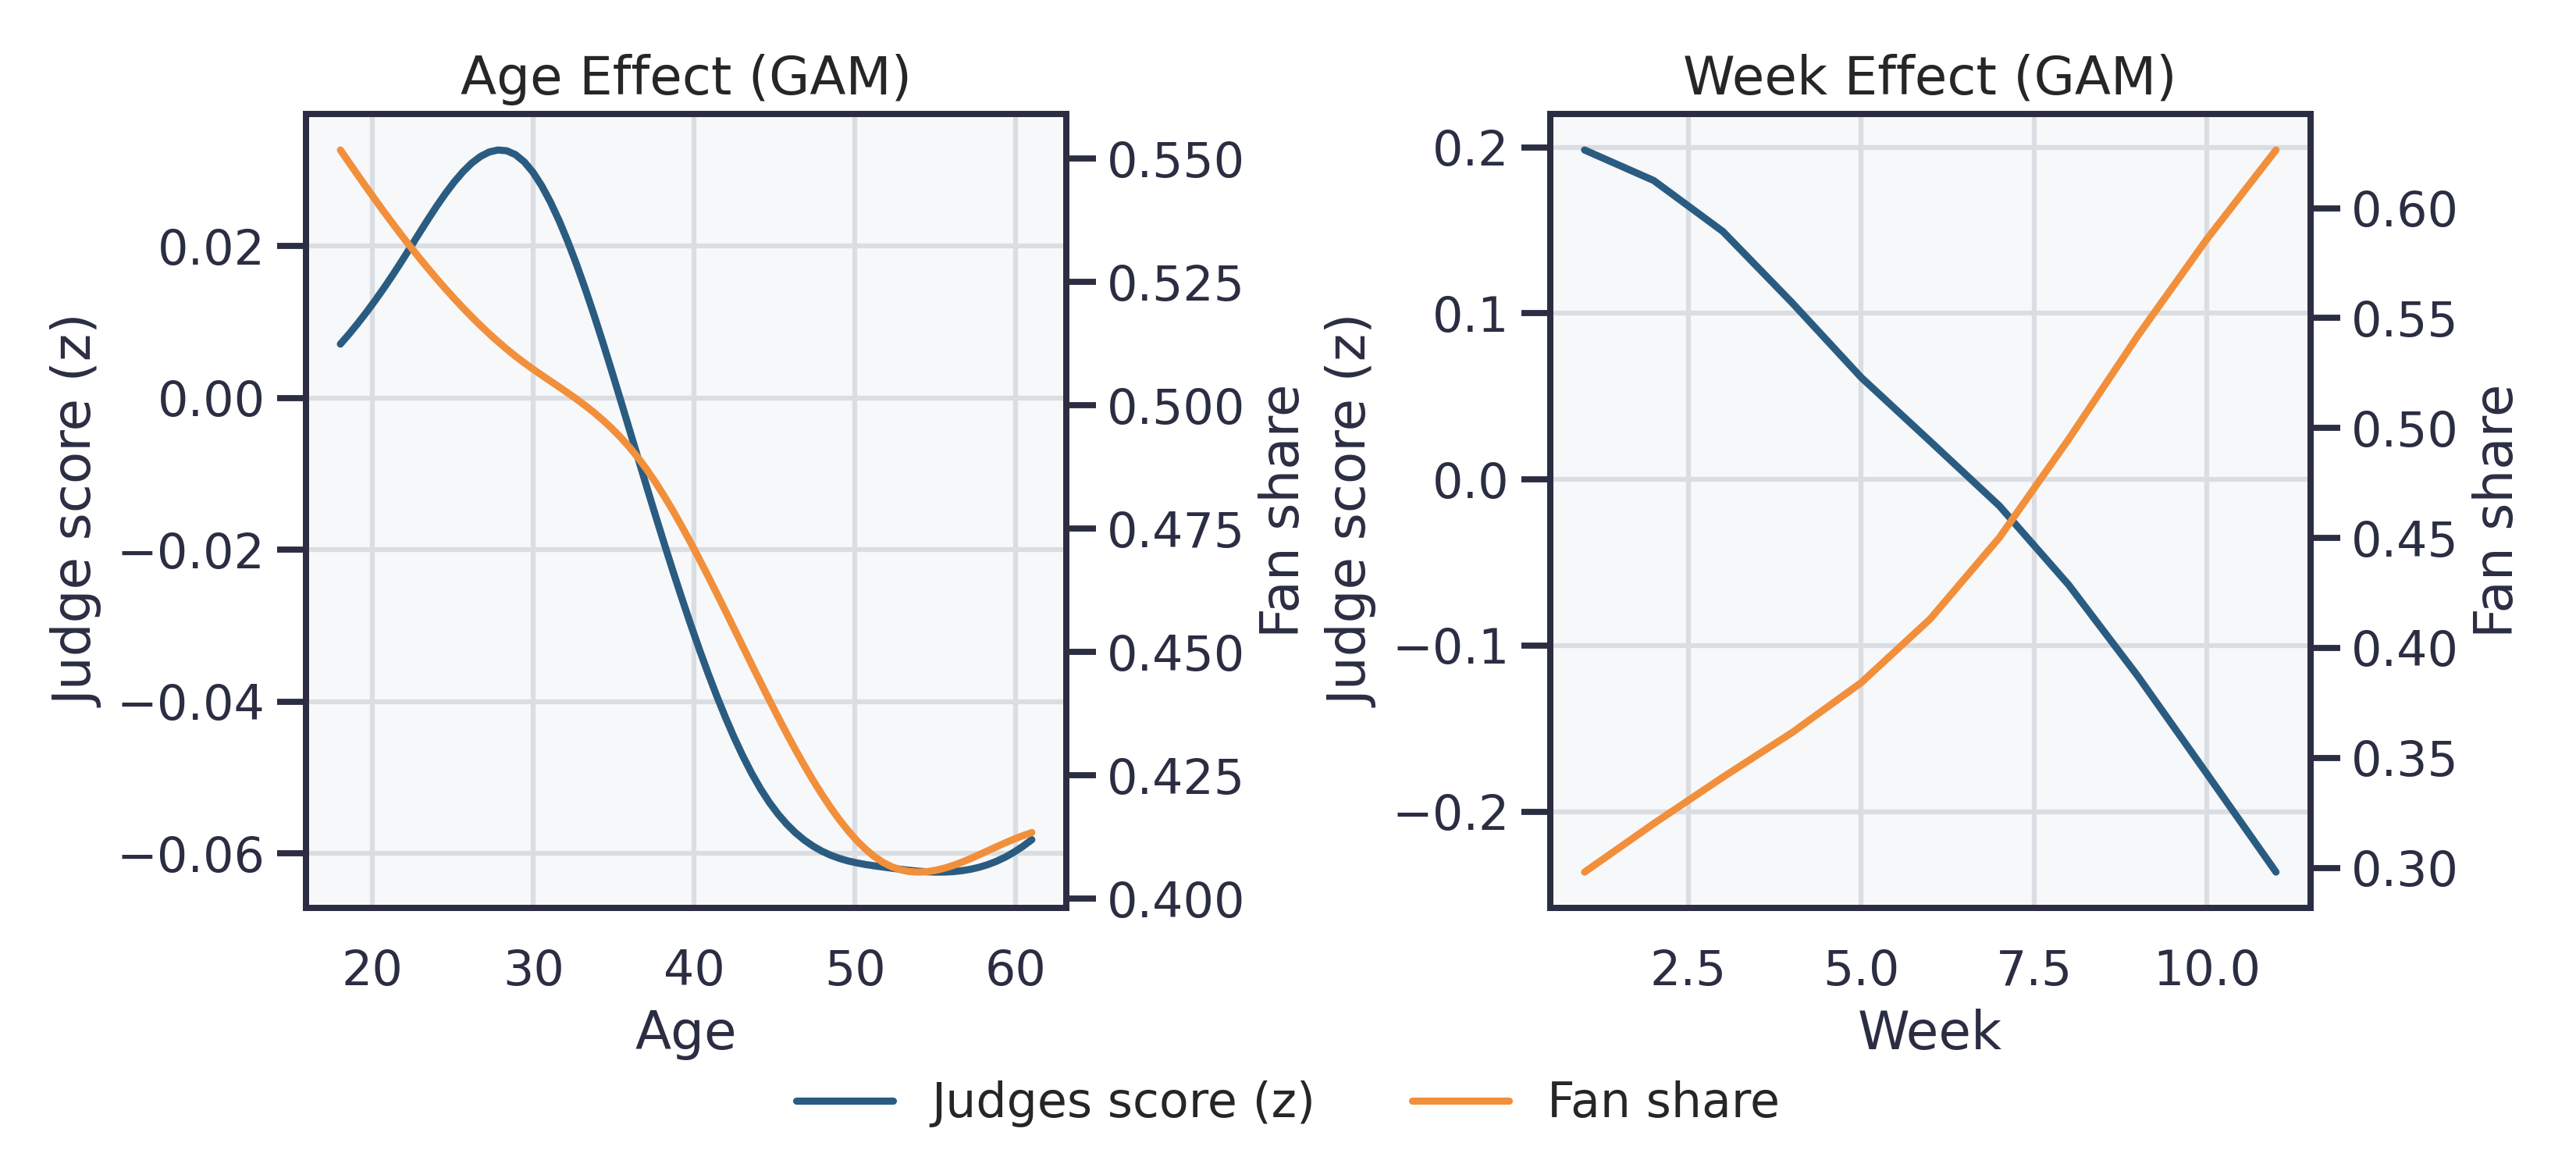 Age Effect (GAM)
Judge score (z)
0.02
0.00
−0.02
−0.04
−0.06
0.550
0.525
0.500
0.475
0.450
0.425
0.400
Fan share
20 30 40 50 60
Age
Week Effect (GAM)
Judge score (z)
0.2
0.1
0.0
−0.1
−0.2
0.60
0.55
0.50
0.45
0.40
0.35
0.30
Fan share
2.5 5.0 7.5 10.0
Week
Judges score (z) Fan share